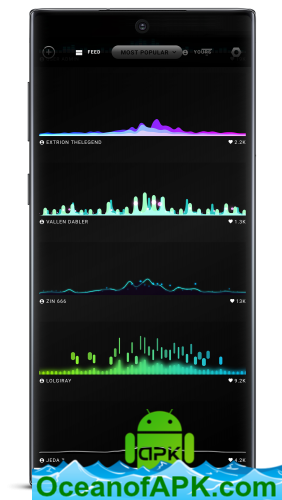 FEED MOST POPULAR YOURS
EXTRION THELEGEND 2.2K
VALLEN DABLER 1.3K
ZIN 666 13K
LOLGIRAY 9.2K
JEDA 4.2K
apk
OceanofAPK.com